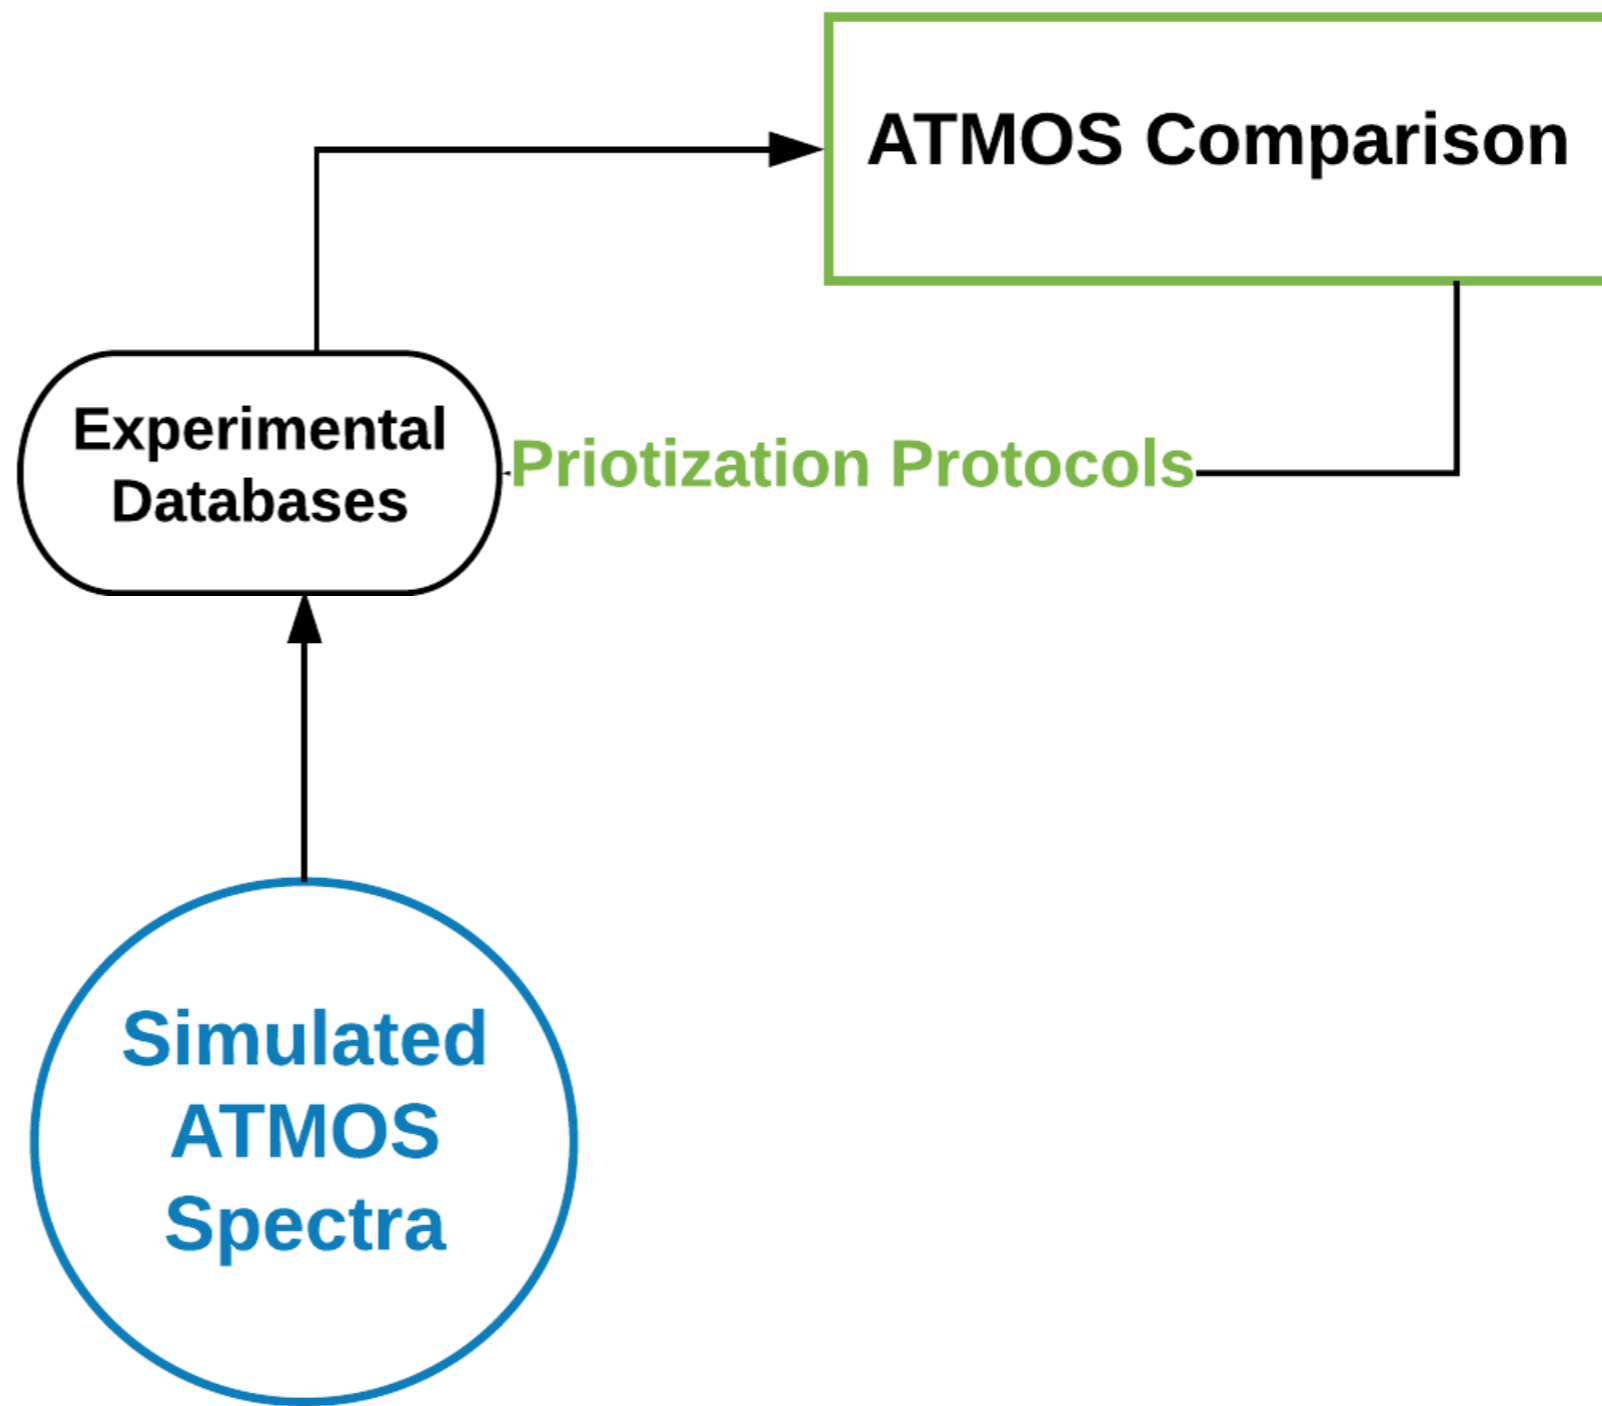 ATMOS Comparison
Experimental
Databases
Priotization Protocols
Simulated
ATMOS
Spectra